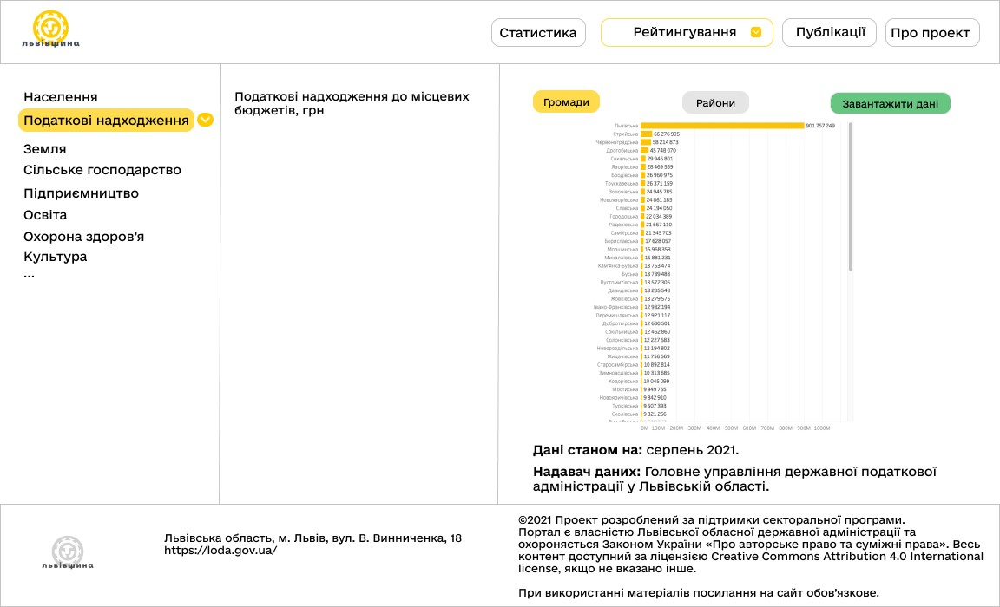 львівщина
Статистика
Рейтингування
Публікації
Про проект
Населення
Податкові надходження
Земля
Сільське господарство
Підприємництво
Освіта
Охорона здоров’я
Культура
...
Податкові надходження до місцевих
бюджетів, грн
Громади
Райони
Завантажити дані
Львівська 901 757 249
Стрийська 66 276 995
Червоноградська 58 214 873
Дрогобицька 45 748 070
Сокальська 29 946 801
Яворівська 28 469 559
Бродівська 26 960 975
Трускавецька 26 371 159
Золочівська 24 945 785
Новояворівська 24 861 185
Славська 24 194 050
Городоцька 22 034 389
Радехівська 21 667 110
Самбірська 21 345 703
Бориславська 17 628 057
Моршинська 15 968 353
Миколаївська 15 881 231
Кам’янка-Бузька 13 753 474
Буська 13 739 483
Пустомитівська 13 572 306
Давидівська 13 285 543
Жовківська 13 279 576
Івано-Франківська 12 932 194
Перемишлянська 12 921 117
Добротвірська 12 680 501
Сокільницька 12 462 860
Солонківська 12 227 583
Новороздільська 12 194 802
Жидачівська 11 756 569
Старосамбірська 10 892 814
Зимноводівська 10 313 685
Ходорівська 10 045 099
Мостиська 9 949 755
Новояричівська 9 842 910
Турківська 9 507 393
Сколівська 9 321 256
0M 100M 200M 300M 400M 500M 600M 700M 800M 900M 1000M
Дані станом на: серпень 2021.
Надавач даних: Головне управління державної податкової
адміністрації у Львівській області.
львівщина
Львівська область, м. Львів, вул. В. Винниченка, 18
https://loda.gov.ua/
©2021 Проект розроблений за підтримки секторальної програми.
Портал є власністю Львівської обласної державної адміністрації та
охороняється Законом України «Про авторське право та суміжні права». Весь
контент доступний за ліцензією Creative Commons Attribution 4.0 International
license, якщо не вказано інше.
При використанні матеріалів посилання на сайт обов’язкове.